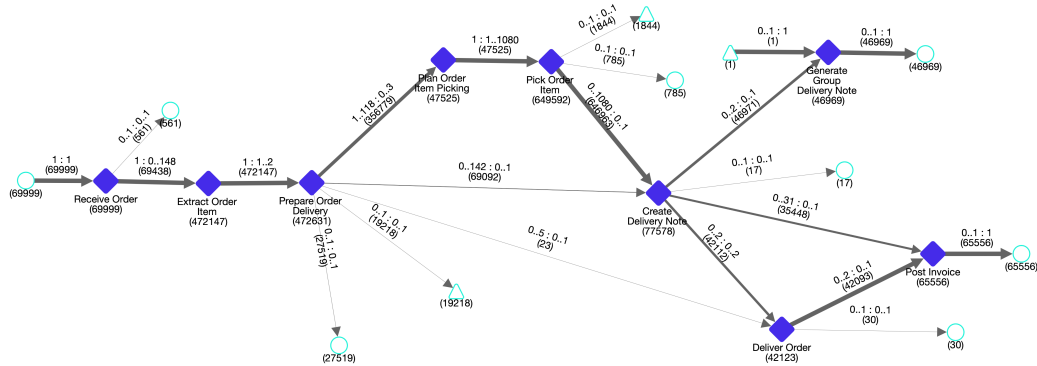 1 : 1
(69999)
(69999)
Receive Order
(69999)
0..1 : 0..1
(561)
(561)
1 : 0..148
(69438)
Extract Order
Item
(472147)
1 : 1..2
(472147)
Prepare Order
Delivery
(472631)
1..118 : 0..3
(356779)
Plan Order
Item Picking
(47525)
1 : 1..1080
(47525)
Pick Order
Item
(649592)
0..1 : 0..1
(1844)
(1844)
0..1 : 0..1
(785)
(785)
0..1080 : 0..1
(646963)
0..142 : 0..1
(69092)
0..1 : 0..1
(19218)
(19218)
0..1 : 0..1
(27519)
(27519)
0..5 : 0..1
(23)
Create
Delivery Note
(77578)
0..2 : 0..1
(46971)
0..1 : 1
(1)
(1)
Generate
Group
Delivery Note
(46969)
0..1 : 1
(46969)
(46969)
0..1 : 0..1
(17)
(17)
0..31 : 0..1
(35448)
0..2 : 0..2
(42112)
Deliver Order
(42123)
0..2 : 0..1
(42093)
0..1 : 0..1
(30)
(30)
Post Invoice
(65556)
0..1 : 1
(65556)
(65556)